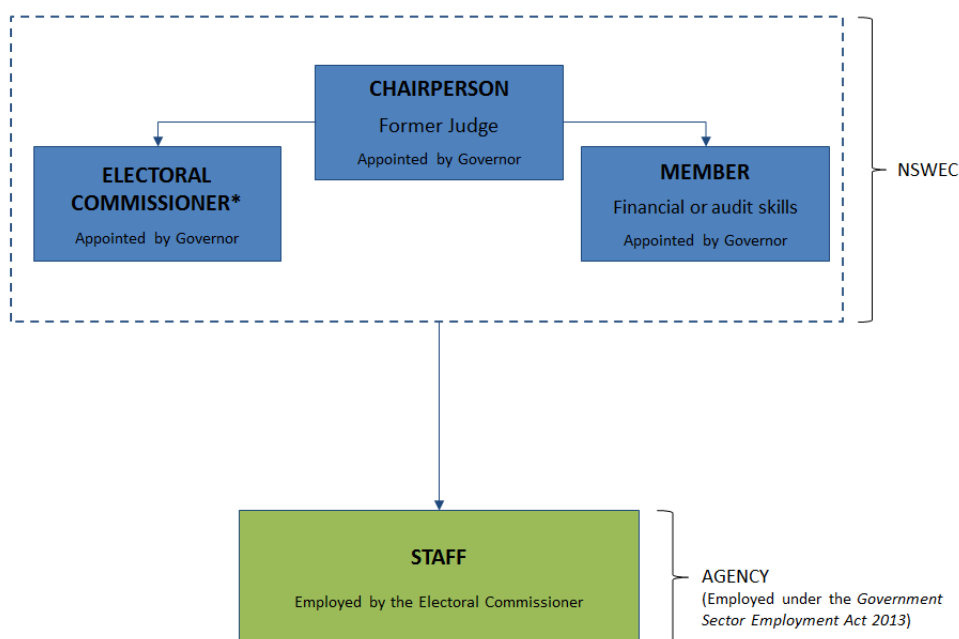 CHAIRPERSON
Former Judge
Appointed by Governor
ELECTORAL
COMMISSIONER*
Appointed by Governor
MEMBER
Financial or audit skills
Appointed by Governor
NSWEC
STAFF
Employed by the Electoral Commissioner
AGENCY
(Employed under the Government
Sector Employment Act 2013)